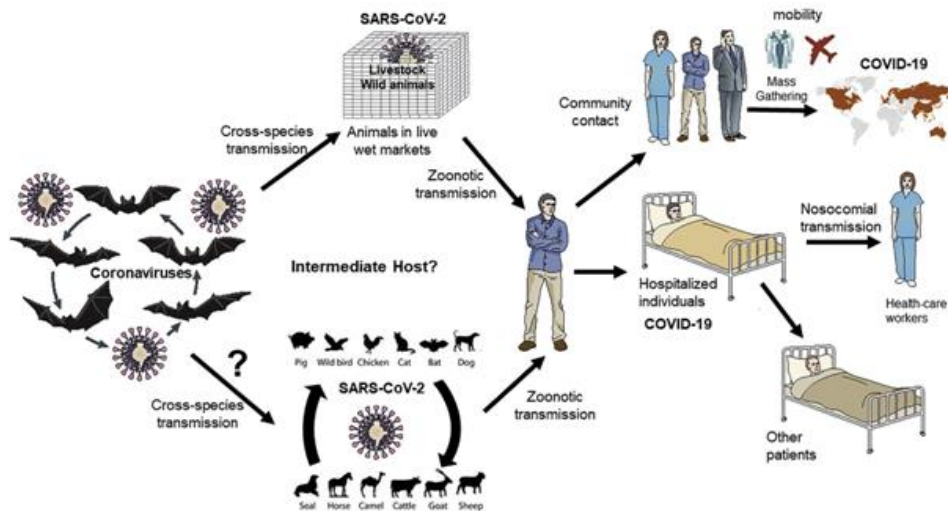 SARS-CoV-2
Livestock
Wild animals
Animals in live
wet markets
Cross-species
transmission
Coronaviruses
Zoonotic
transmission
Intermediate Host?
?
Cross-species
transmission
Pig Wild bird Chicken Cat Bat Dog
SARS-CoV-2
Seal Horse Camel Cattle Goat Sheep
Zoonotic
transmission
Community
contact
mobility
Mass
Gathering
COVID-19
Hospitalized
individuals
COVID-19
Nosocomial
transmission
Health-care
workers
Other
patients